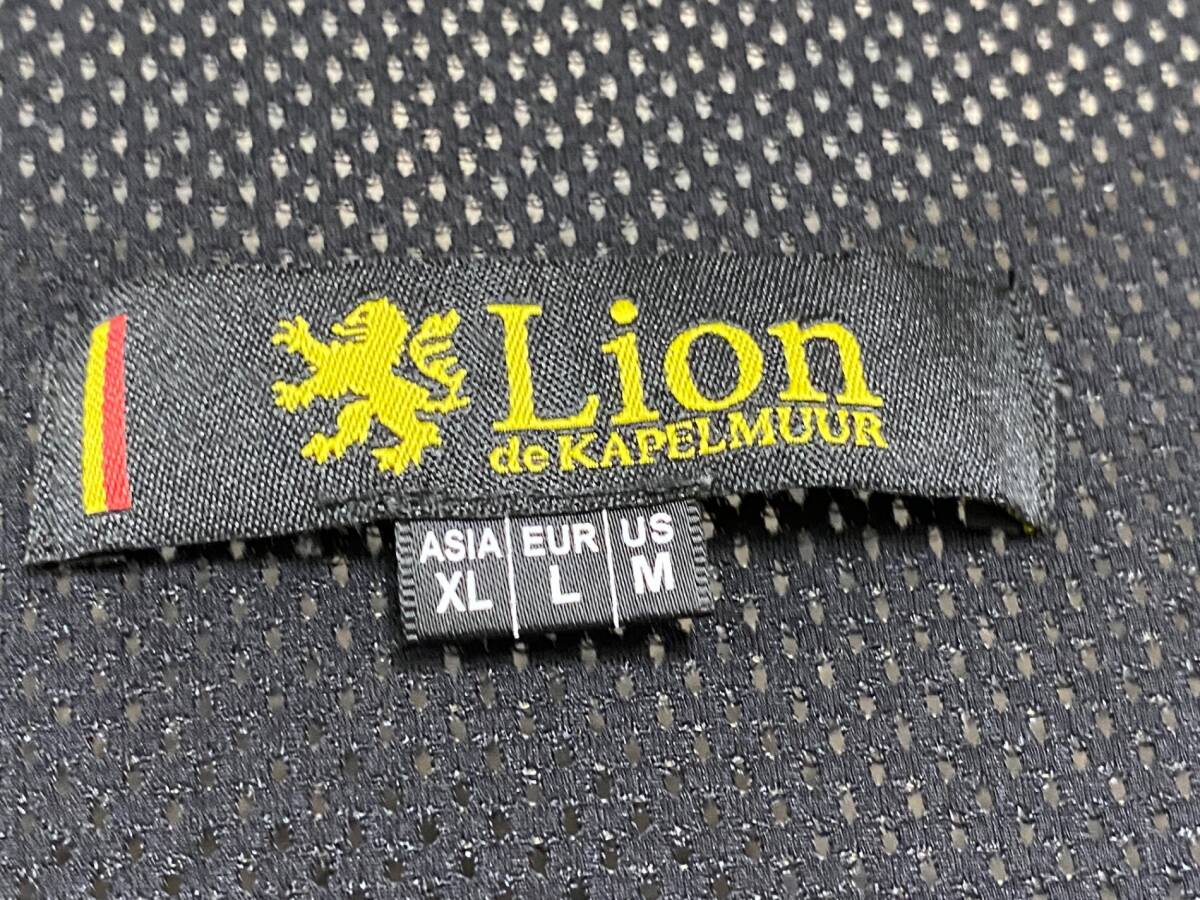 Lion
de KAPELMUUR
ASIA EUR US
XL L M